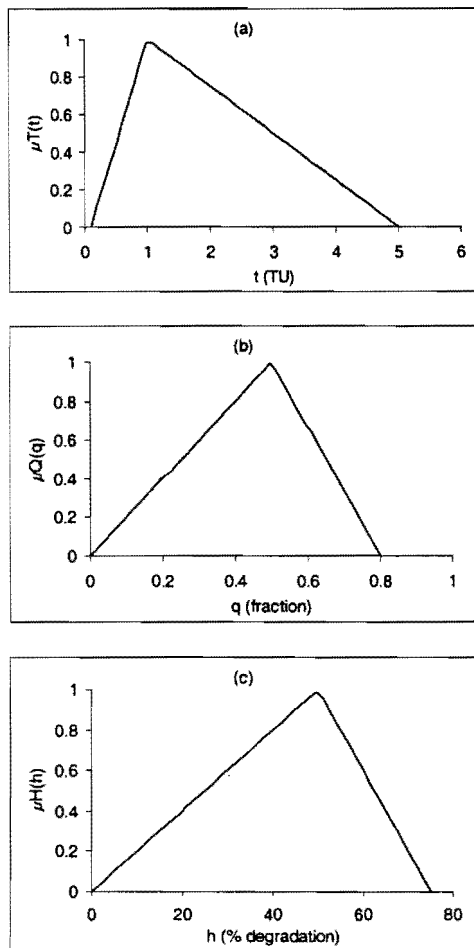 (a)
1
0.8
0.6
0.4
0.2
0
µT(t)
0 1 2 3 4 5 6
t (TU)
(b)
1
0.8
0.6
0.4
0.2
0
µQ(q)
0 0.2 0.4 0.6 0.8 1
q (fraction)
(c)
1
0.8
0.6
0.4
0.2
0
µH(h)
0 20 40 60 80
h (% degradation)